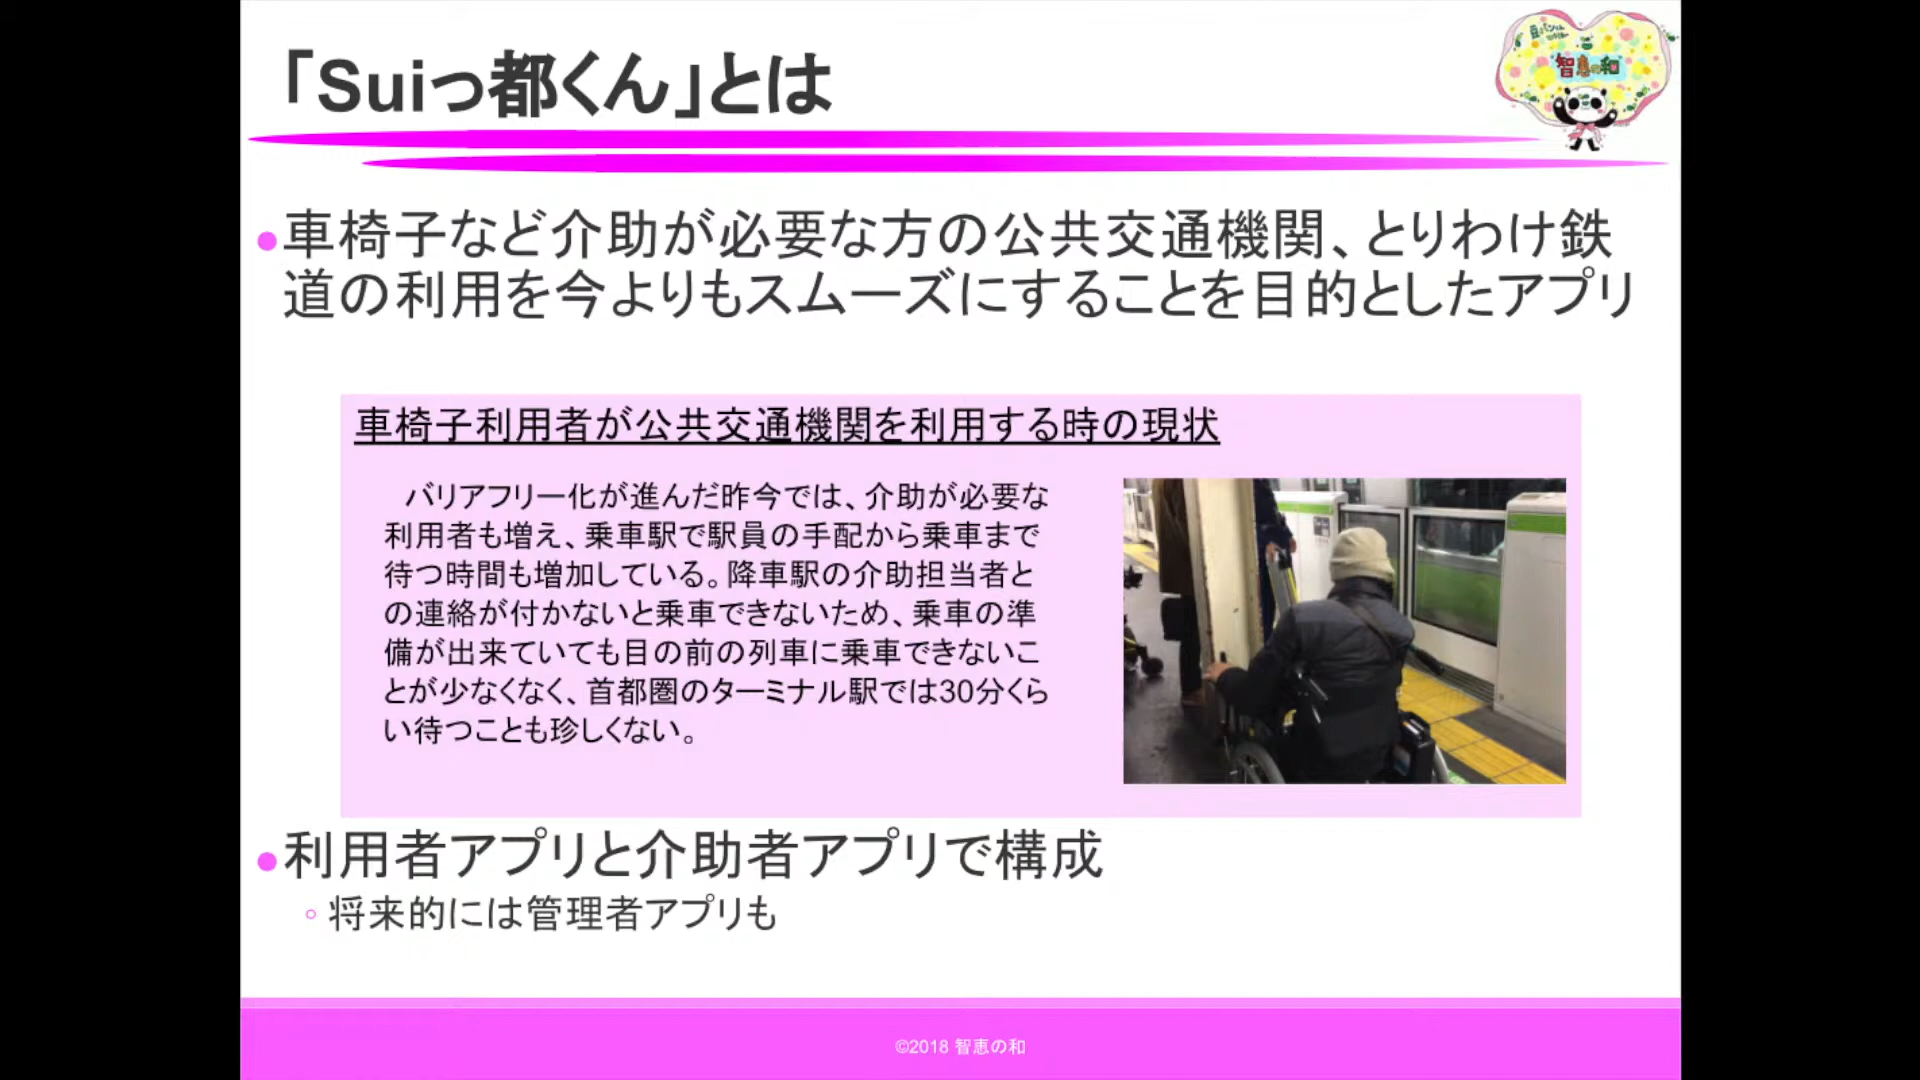 「Suiっ都くん」とは
智恵の和
●車椅子など介助が必要な方の公共交通機関、とりわけ鉄
道の利用を今よりもスムーズにすることを目的としたアプリ
車椅子利用者が公共交通機関を利用する時の現状
バリアフリー化が進んだ昨今では、介助が必要な
利用者も増え、乗車駅で駅員の手配から乗車まで
待つ時間も増加している。降車駅の介助担当者と
の連絡が付かないと乗車できないため、乗車の準
備が出来ていても目の前の列車に乗車できないこ
とが少なくなく、首都圏のターミナル駅では30分くら
い待つことも珍しくない。
●利用者アプリと介助者アプリで構成
◦ 将来的には管理者アプリも
©2018 智恵の和